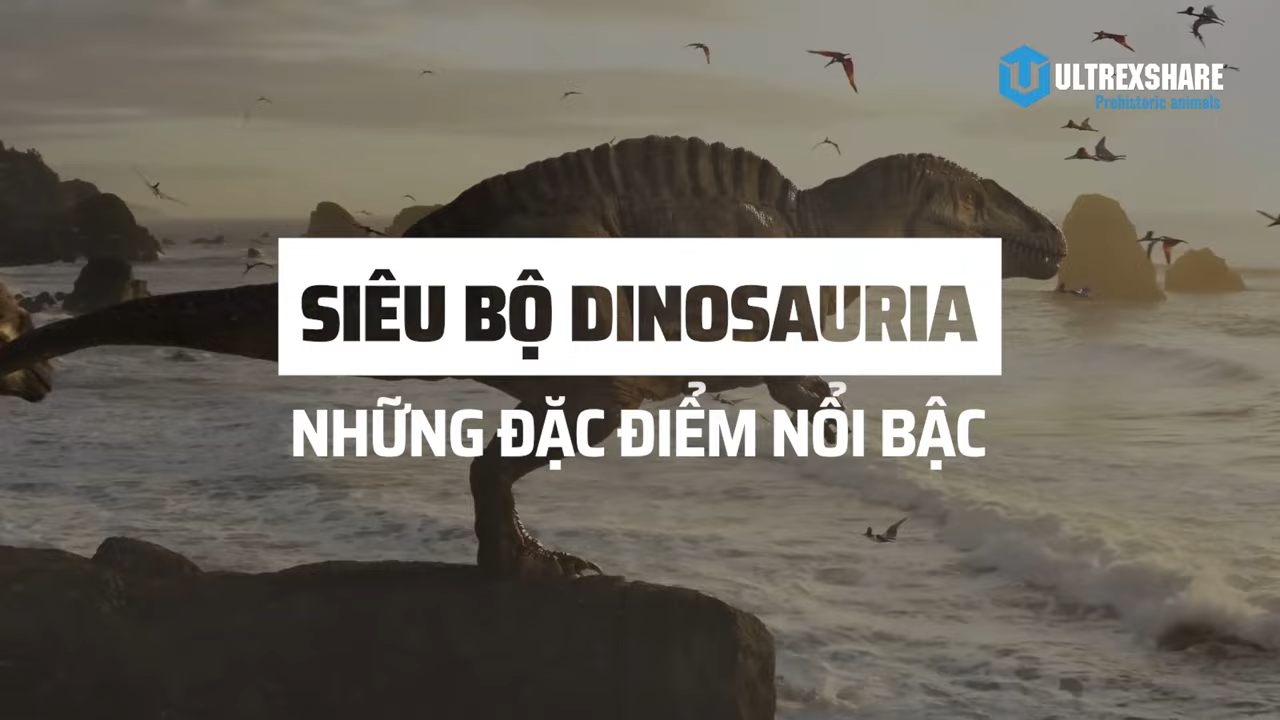 ULTREXSHARE
Prehistoric animals
SIÊU BỘ DINOSAURIA
NHỮNG ĐẶC ĐIỂM NỔI BẬC